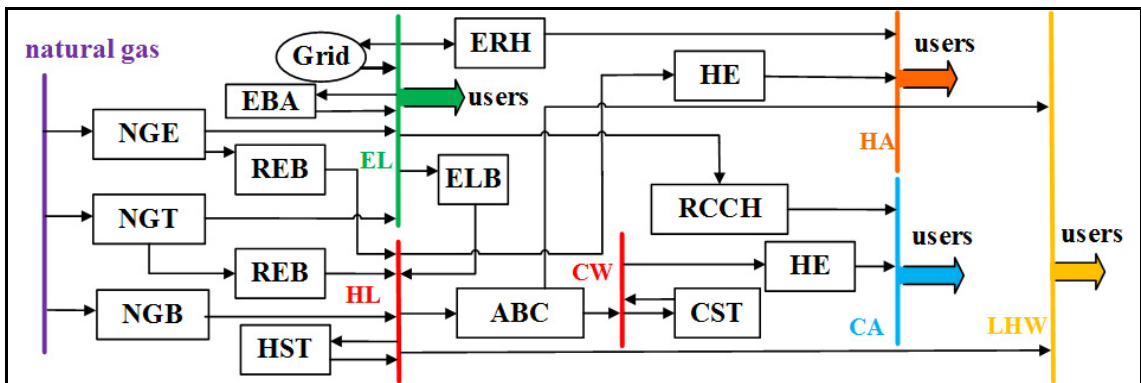 natural gas
Grid
ERH
HE
users
EBA
users
NGE
EL
HA
REB
ELB
RCCH
NGT
users
users
REB
HL
CW
HE
NGB
ABC
CST
HST
CA
LHW